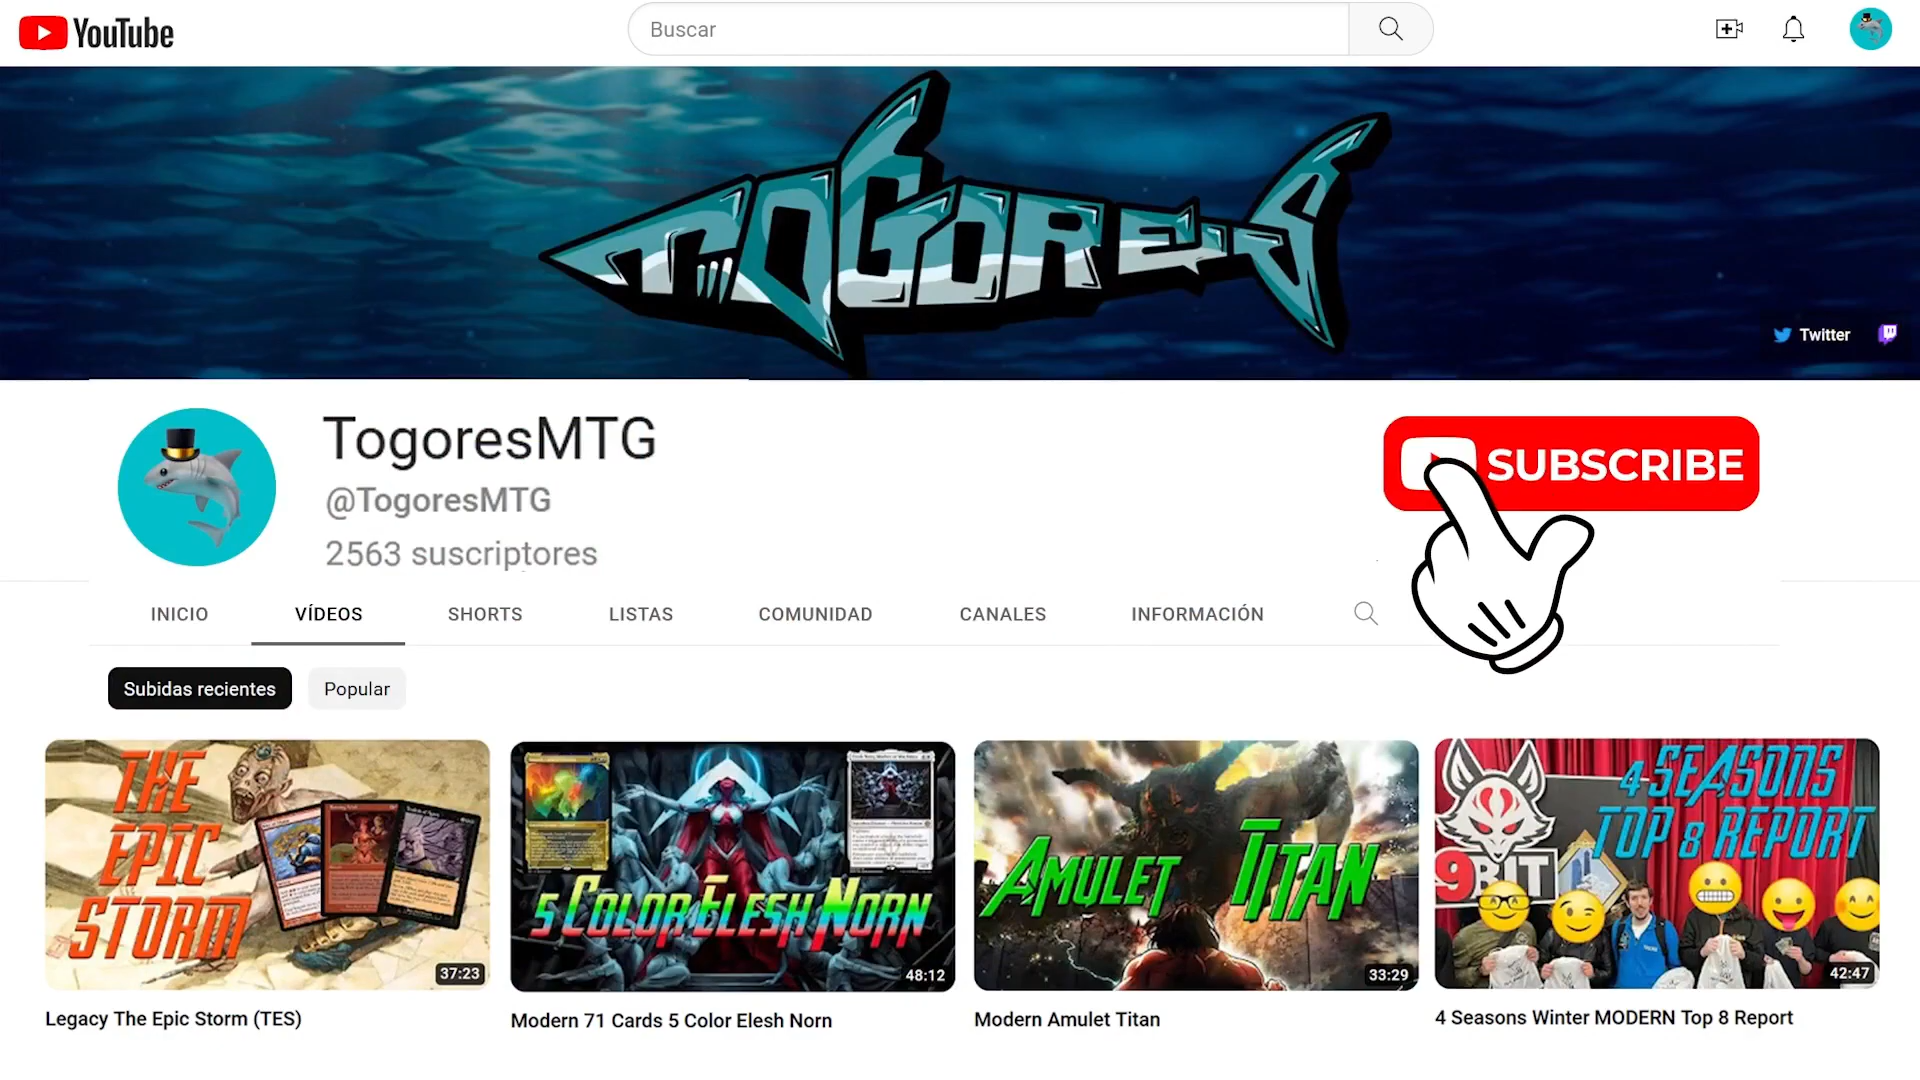 YouTube
Buscar
TOGORES
Twitter
TogoresMTG
@TogoresMTG
2563 suscriptores
SUBSCRIBE
INICIO
VÍDEOS
SHORTS
LISTAS
COMUNIDAD
CANALES
INFORMACIÓN
Subidas recientes
Popular
THE
EPIC
STORM
37:23
5 COLOR ELESH NORN
48:12
AMULET TITAN
33:29
4 SEASONS
TOP 8 REPORT
9BIT
42:47
Legacy The Epic Storm (TES)
Modern 71 Cards 5 Color Elesh Norn
Modern Amulet Titan
4 Seasons Winter MODERN Top 8 Report